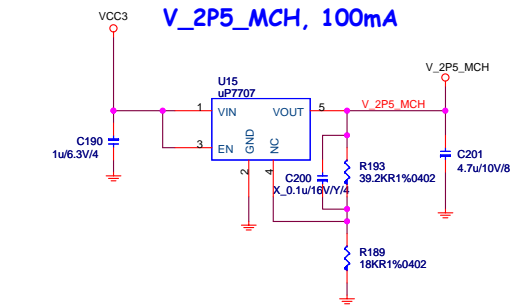 V_2P5_MCH, 100mA
VCC3
V_2P5_MCH
U15
uP7707
1 VIN VOUT 5
V_2P5_MCH
3 EN GND NC
2 4
C190
1u/6.3V/4
C200
X_0.1u/16V/Y/4
R193
39.2KR1%0402
C201
4.7u/10V/8
R189
18KR1%0402